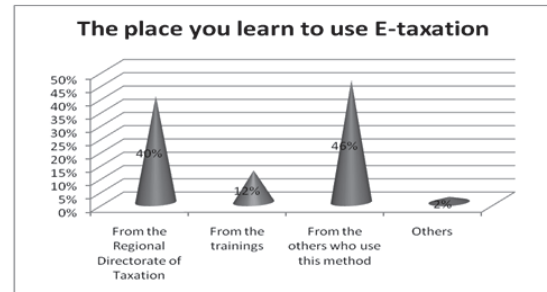 The place you learn to use E-taxation
50%
45%
40%
35%
30%
25%
20%
15%
10%
5%
0%
40%
12%
46%
2%
From the
Regional
Directorate of
Taxation
From the
trainings
From the
others who use
this method
Others